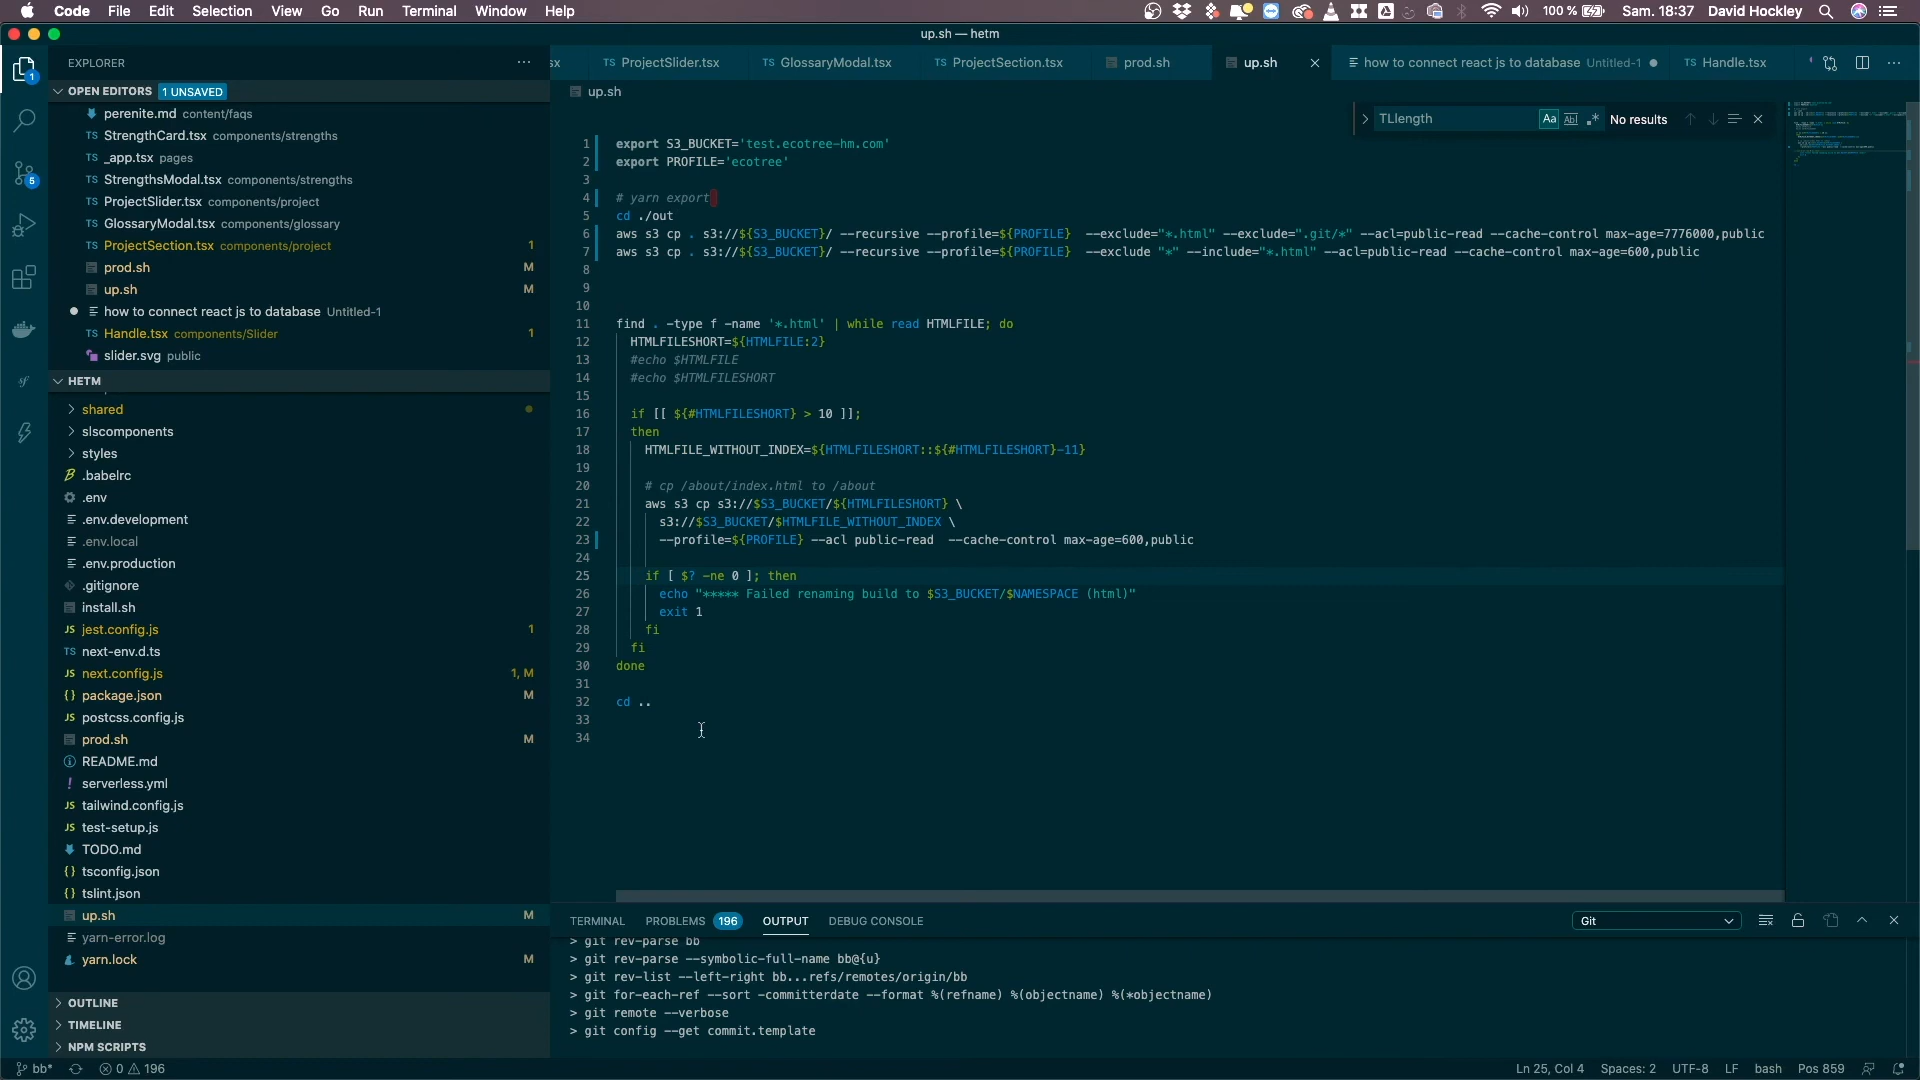 Code File Edit Selection View Go Run Terminal Window Help 100 % Sam. 18:37 David Hockley
up.sh — hetm
EXPLORER
ProjectSlider.tsx GlossaryModal.tsx ProjectSection.tsx prod.sh up.sh how to connect react js to database Untitled-1 Handle.tsx
OPEN EDITORS 1 UNSAVED
up.sh
perenite.md content/faqs
StrengthCard.tsx components/strengths
_app.tsx pages
StrengthsModal.tsx components/strengths
ProjectSlider.tsx components/project
GlossaryModal.tsx components/glossary
ProjectSection.tsx components/project 1
prod.sh M
up.sh M
how to connect react js to database Untitled-1
Handle.tsx components/Slider 1
slider.svg public
HETM
shared
slscomponents
styles
.babelrc
.env
.env.development
.env.local
.env.production
.gitignore
install.sh
jest.config.js 1
next-env.d.ts
next.config.js 1, M
package.json M
postcss.config.js
prod.sh M
README.md
serverless.yml
tailwind.config.js
test-setup.js
TODO.md
tsconfig.json
tslint.json
up.sh M
yarn-error.log
yarn.lock M
OUTLINE
TIMELINE
NPM SCRIPTS
TLlength Aa No results
1 export S3_BUCKET='test.ecotree-hm.com'
2 export PROFILE='ecotree'
3
4 # yarn export
5 cd ./out
6 aws s3 cp . s3://${S3_BUCKET}/ --recursive --profile=${PROFILE}  --exclude="*.html" --exclude=".git/*" --acl=public-read --cache-control max-age=7776000,public
7 aws s3 cp . s3://${S3_BUCKET}/ --recursive --profile=${PROFILE}  --exclude "*" --include="*.html" --acl=public-read --cache-control max-age=600,public
8
9
10
11 find . -type f -name '*.html' | while read HTMLFILE; do
12 HTMLFILESHORT=${HTMLFILE:2}
13 #echo $HTMLFILE
14 #echo $HTMLFILESHORT
15
16 if [[ ${#HTMLFILESHORT} > 10 ]];
17 then
18 HTMLFILE_WITHOUT_INDEX=${HTMLFILESHORT::${#HTMLFILESHORT}-11}
19
20 # cp /about/index.html to /about
21 aws s3 cp s3://$S3_BUCKET/${HTMLFILESHORT} \
22 s3://$S3_BUCKET/$HTMLFILE_WITHOUT_INDEX \
23 --profile=${PROFILE} --acl public-read  --cache-control max-age=600,public
24
25 if [ $? -ne 0 ]; then
26 echo "***** Failed renaming build to $S3_BUCKET/$NAMESPACE (html)"
27 exit 1
28 fi
29 fi
30 done
31
32 cd ..
33
34
TERMINAL PROBLEMS 196 OUTPUT DEBUG CONSOLE Git
> git rev-parse bb
> git rev-parse --symbolic-full-name bb@{u}
> git rev-list --left-right bb...refs/remotes/origin/bb
> git for-each-ref --sort -committerdate --format %(refname) %(objectname) %(*objectname)
> git remote --verbose
> git config --get commit.template
bb* 0 196 Ln 25, Col 4 Spaces: 2 UTF-8 LF bash Pos 859